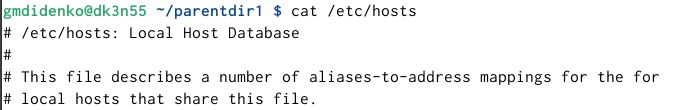 gmdidenko@dk3n55 ~/parentdir1 $ cat /etc/hosts
# /etc/hosts: Local Host Database
#
# This file describes a number of aliases-to-address mappings for the for
# local hosts that share this file.